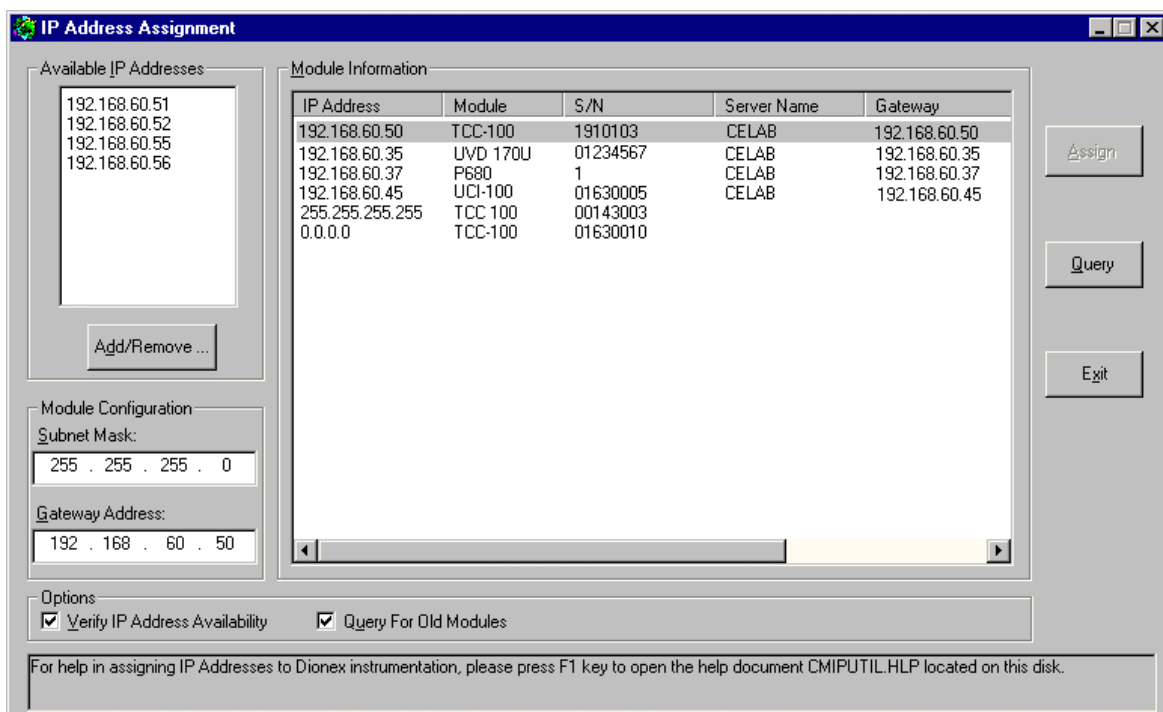 IP Address Assignment
Available IP Addresses
192.168.60.51
192.168.60.52
192.168.60.55
192.168.60.56
Add/Remove ...
Module Information
IP Address Module S/N Server Name Gateway
192.168.60.50 TCC-100 1910103 CELAB 192.168.60.50
192.168.60.35 UVD 170U 01234567 CELAB 192.168.60.35
192.168.60.37 P680 1 CELAB 192.168.60.37
192.168.60.45 UCI-100 01630005 CELAB 192.168.60.45
255.255.255.255 TCC 100 00143003
0.0.0.0 TCC-100 01630010
Assign
Query
Exit
Module Configuration
Subnet Mask:
255 . 255 . 255 . 0
Gateway Address:
192 . 168 . 60 . 50
Options
Verify IP Address Availability Query For Old Modules
For help in assigning IP Addresses to Dionex instrumentation, please press F1 key to open the help document CMIPUTIL.HLP located on this disk.